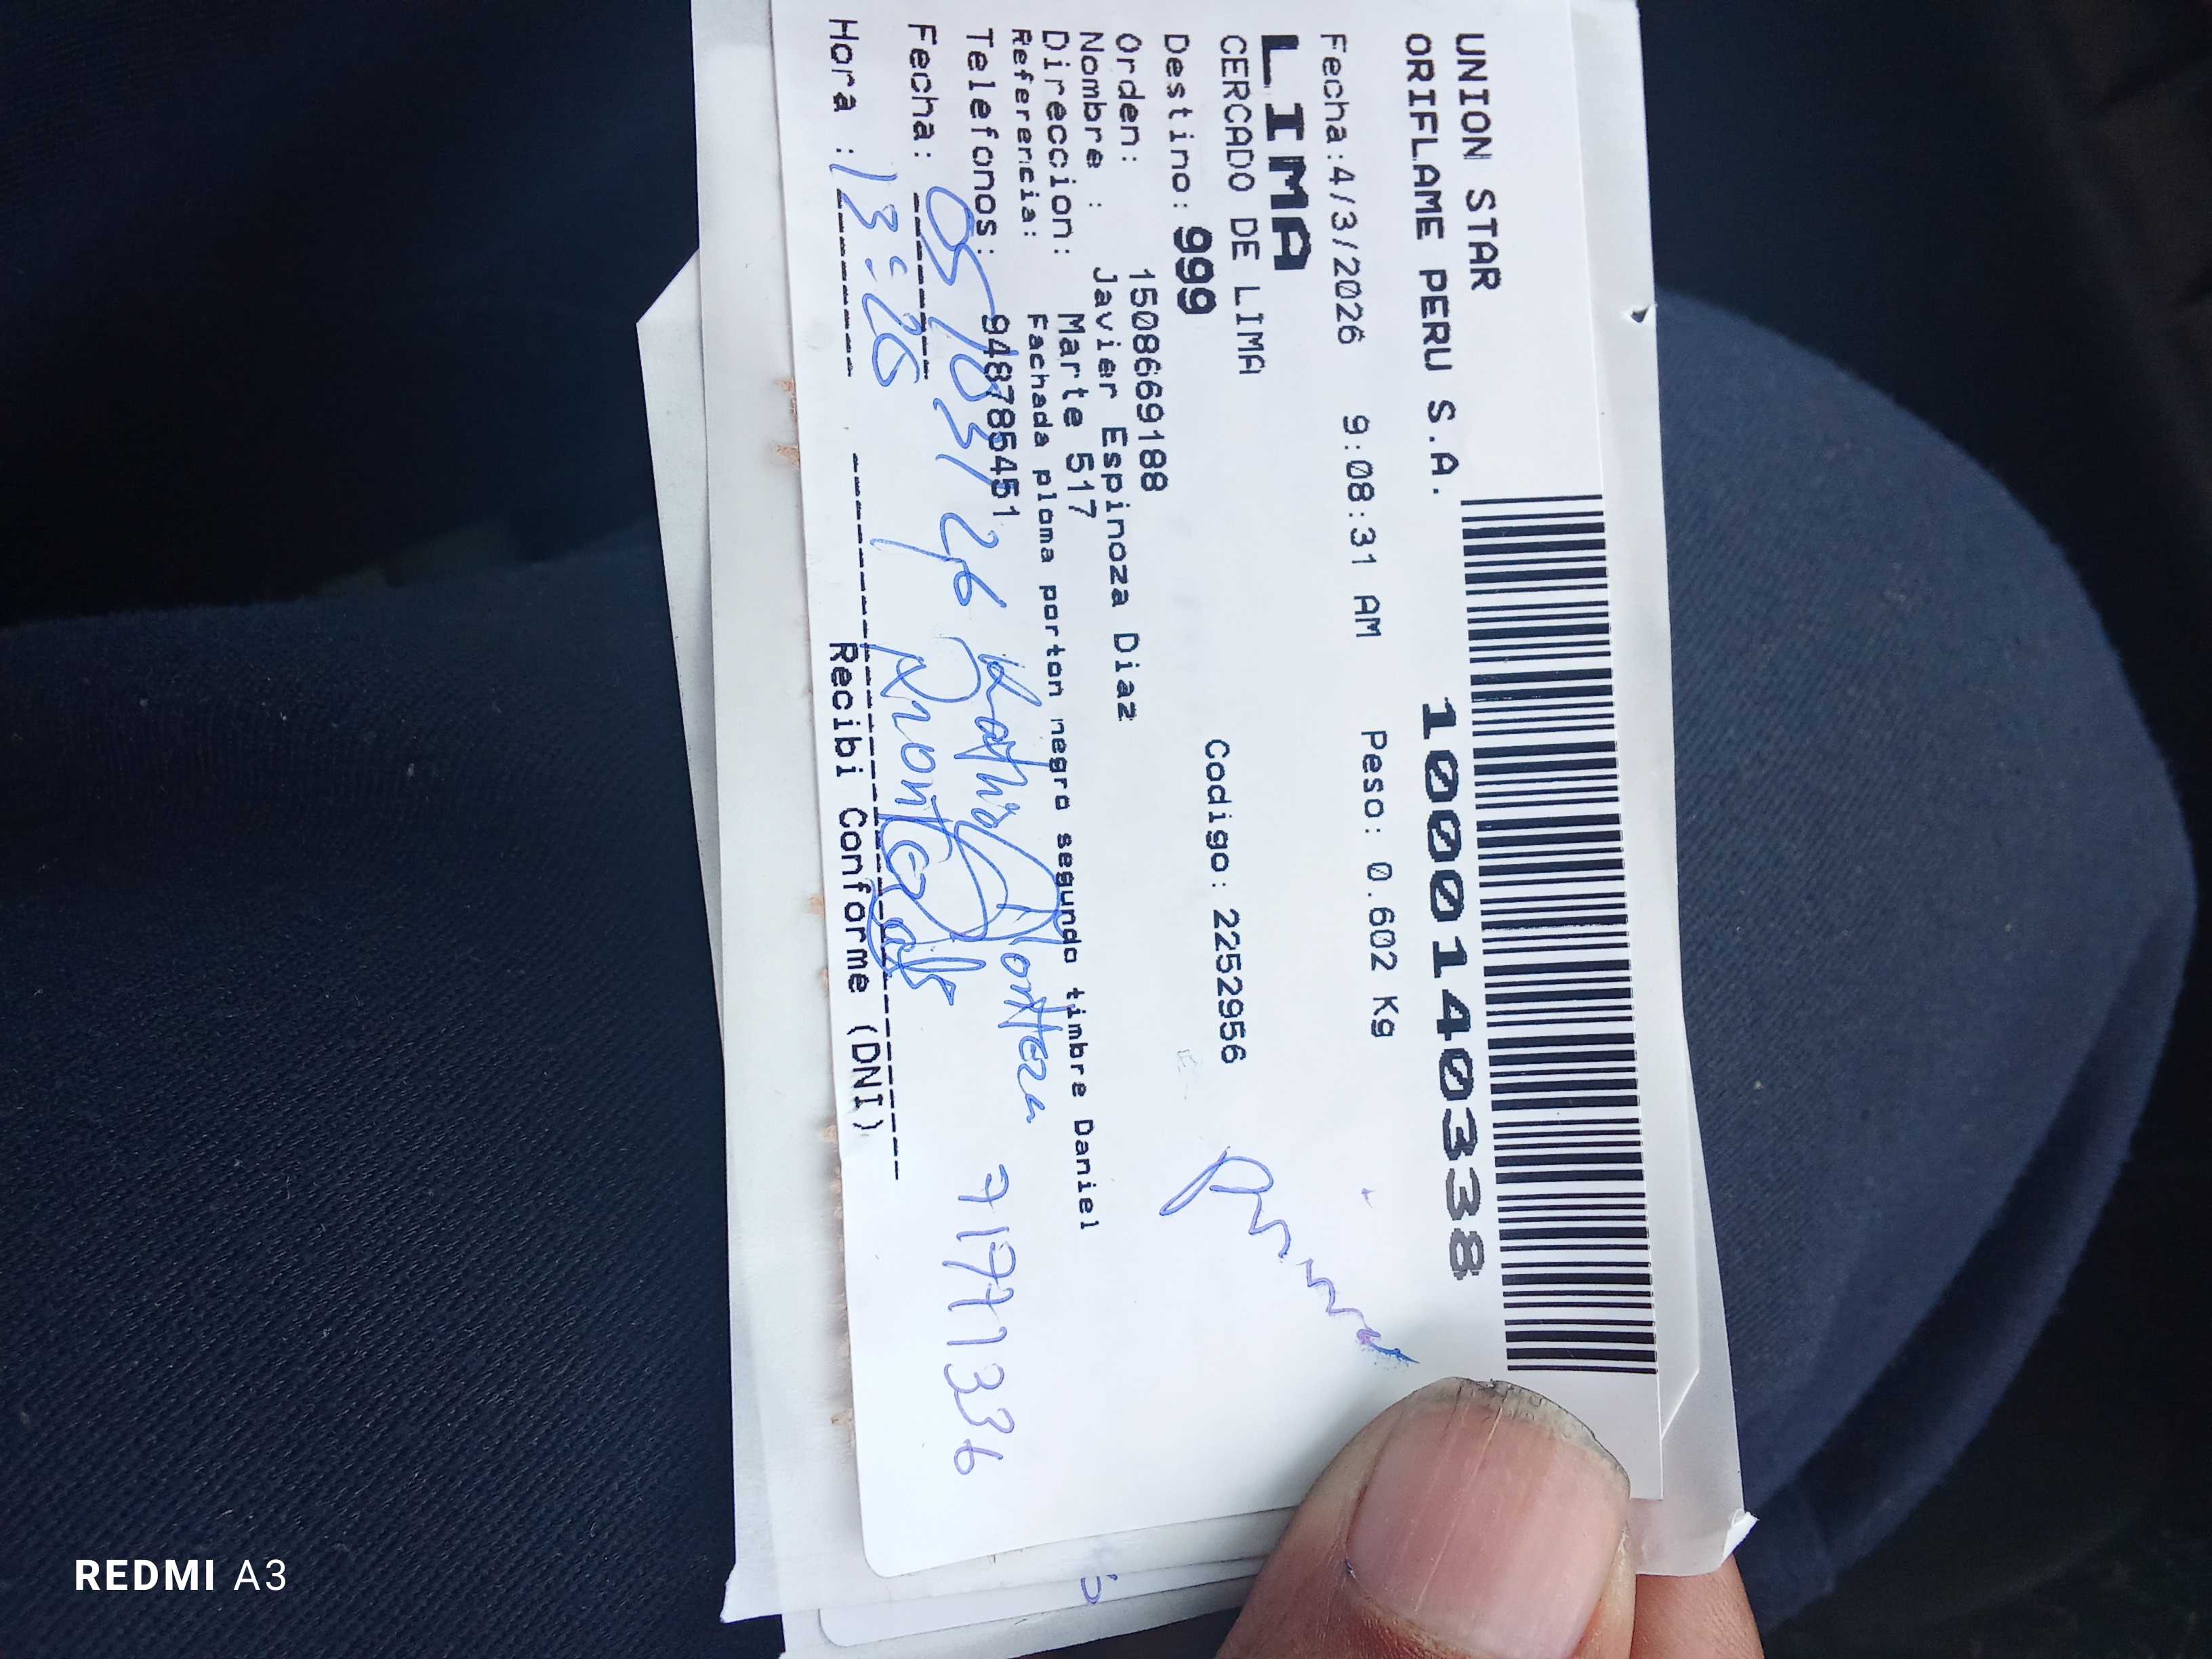 UNION STAR
ORIFLAME PERU S.A.
1000140338
Fecha:4/3/2026 9:08:31 AM Peso: 0.602 Kg
LIMA
CERCADO DE LIMA
Destino: 999 Codigo: 2252956
Orden: 1508669188
Nombre : Javier Espinoza Diaz
Direccion: Marte 517
Referencia: Fachada ploma porton negro segundo timbre Daniel
Telefonos: 948785451
Fecha: 05/03/26
71771336
Hora : 13:26
Recibi Conforme (DNI)
REDMI A3